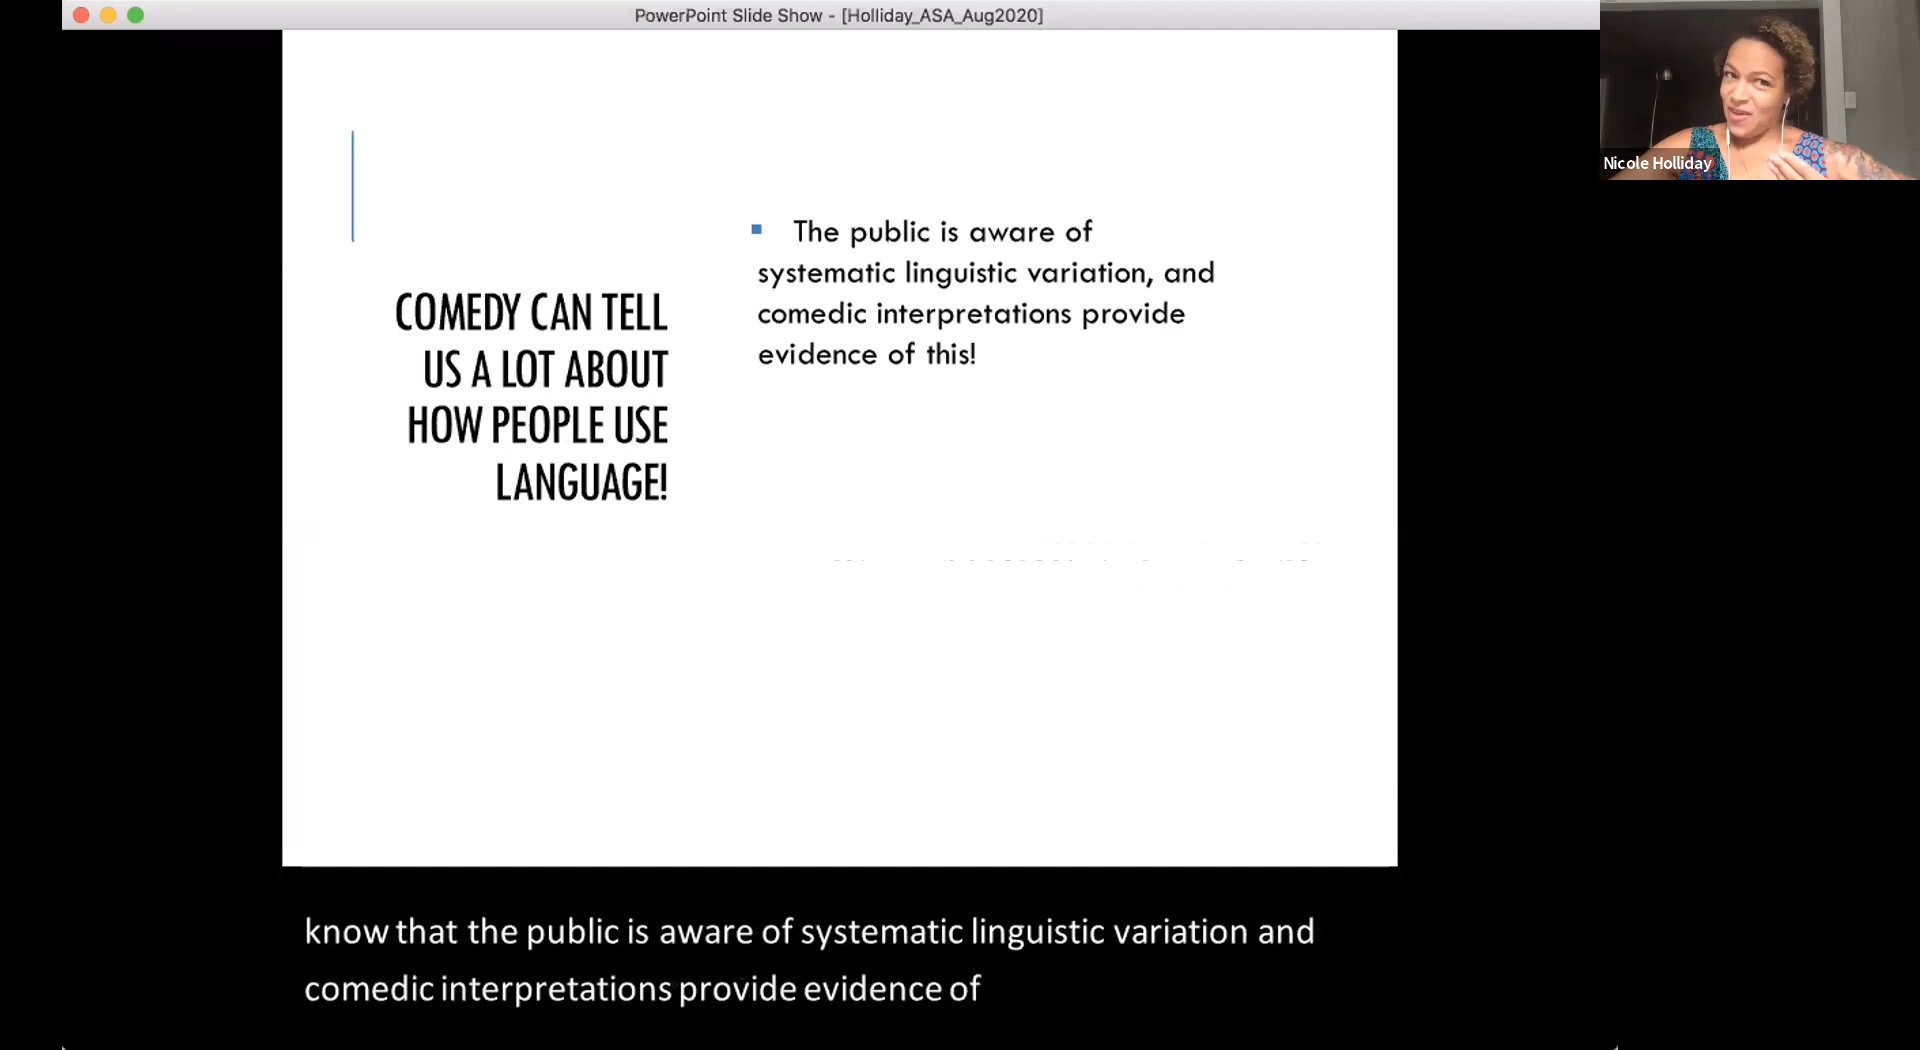 PowerPoint Slide Show - [Holliday_ASA_Aug2020]
Nicole Holliday
COMEDY CAN TELL
US A LOT ABOUT
HOW PEOPLE USE
LANGUAGE!
The public is aware of
systematic linguistic variation, and
comedic interpretations provide
evidence of this!
know that the public is aware of systematic linguistic variation and
comedic interpretations provide evidence of